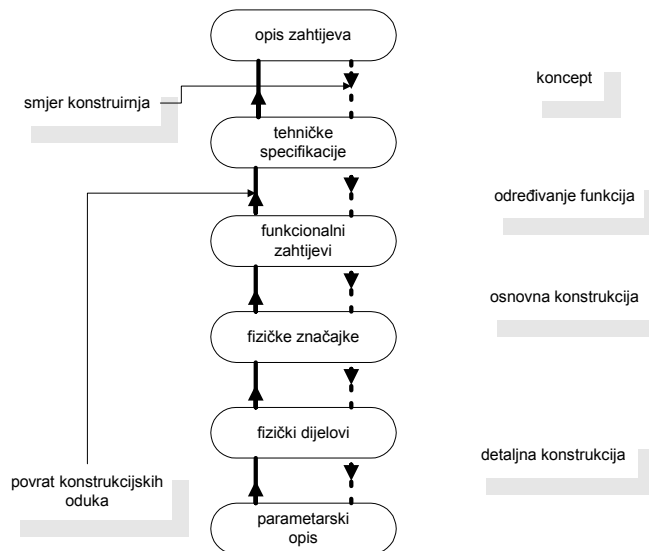 opis zahtijeva
koncept
smjer konstruirnja
tehničke
specifikacije
određivanje funkcija
funkcionalni
zahtijevi
osnovna konstrukcija
fizičke značajke
fizički dijelovi
detaljna konstrukcija
povrat konstrukcijskih
oduka
parametarski
opis